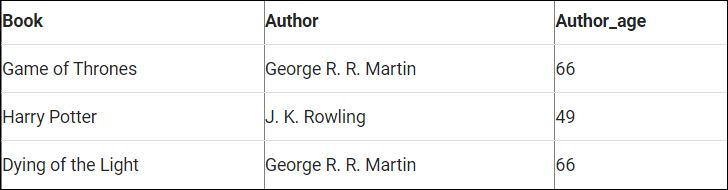 Book Author Author_age
Game of Thrones George R. R. Martin 66
Harry Potter J. K. Rowling 49
Dying of the Light George R. R. Martin 66